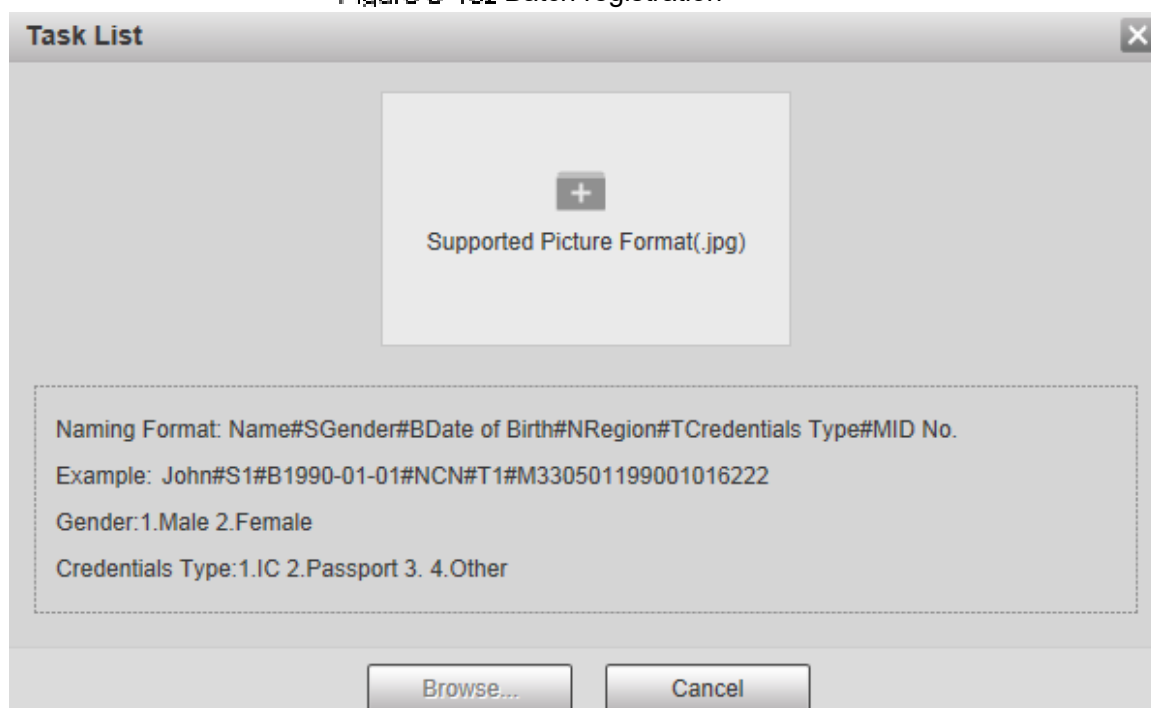 Batch registration
Task List
Supported Picture Format(.jpg)
Naming Format: Name#SGender#BDate of Birth#NRegion#TCredentials Type#MID No.
Example: John#S1#B1990-01-01#NCN#T1#M330501199001016222
Gender:1.Male 2.Female
Credentials Type:1.IC 2.Passport 3. 4.Other
Browse...
Cancel